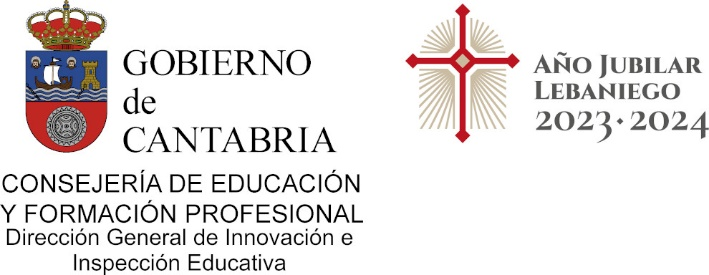 GOBIERNO
de
CANTABRIA
CONSEJERÍA DE EDUCACIÓN
Y FORMACIÓN PROFESIONAL
Dirección General de Innovación e
Inspección Educativa
AÑO JUBILAR
LEBANIEGO
2023·2024